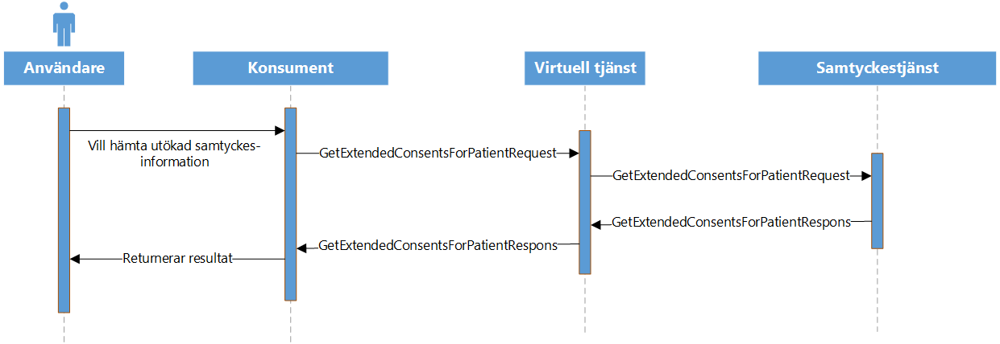 Användare
Konsument
Virtuell tjänst
Samtyckestjänst
Vill hämta utökad samtyckes-
information
GetExtendedConsentsForPatientRequest
GetExtendedConsentsForPatientRequest
GetExtendedConsentsForPatientRespons
GetExtendedConsentsForPatientRespons
Returnerar resultat